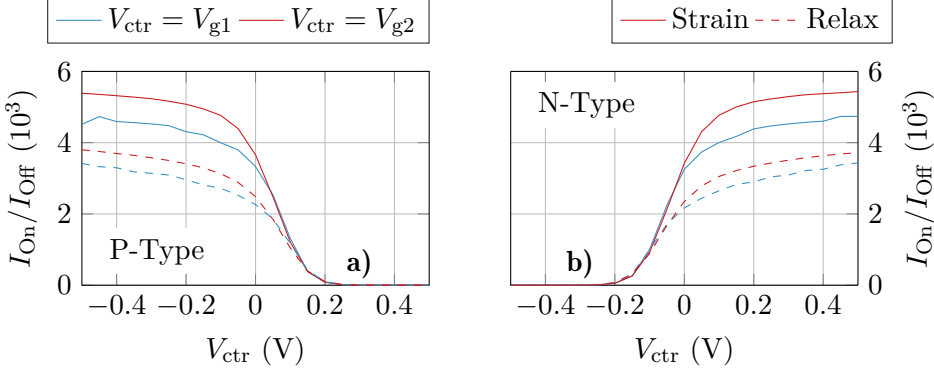 V_ctr = V_g1 V_ctr = V_g2
Strain Relax
I_On/I_Off (10^3)
6
4
2
0
P-Type
a)
−0.4 −0.2 0 0.2 0.4
V_ctr (V)
N-Type
b)
−0.4 −0.2 0 0.2 0.4
V_ctr (V)
6
4
2
0
I_On/I_Off (10^3)